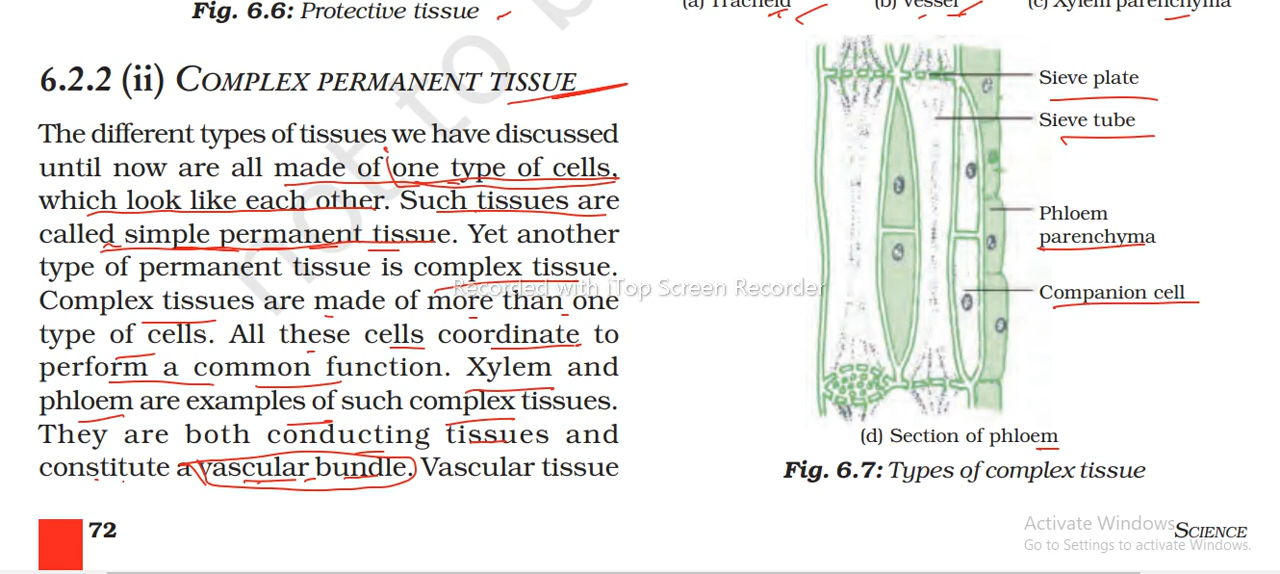 Fig. 6.6: Protective tissue
6.2.2 (ii) COMPLEX PERMANENT TISSUE
The different types of tissues we have discussed
until now are all made of one type of cells,
which look like each other. Such tissues are
called simple permanent tissue. Yet another
type of permanent tissue is complex tissue.
Complex tissues are made of more than one
type of cells. All these cells coordinate to
perform a common function. Xylem and
phloem are examples of such complex tissues.
They are both conducting tissues and
constitute a vascular bundle. Vascular tissue
72
(a) Tracheid (b) Vessel (c) Xylem parenchyma
Sieve plate
Sieve tube
Phloem
parenchyma
Companion cell
(d) Section of phloem
Fig. 6.7: Types of complex tissue
SCIENCE
not to b
Recorded with iTop Screen Recorder
Activate Windows
Go to Settings to activate Windows.